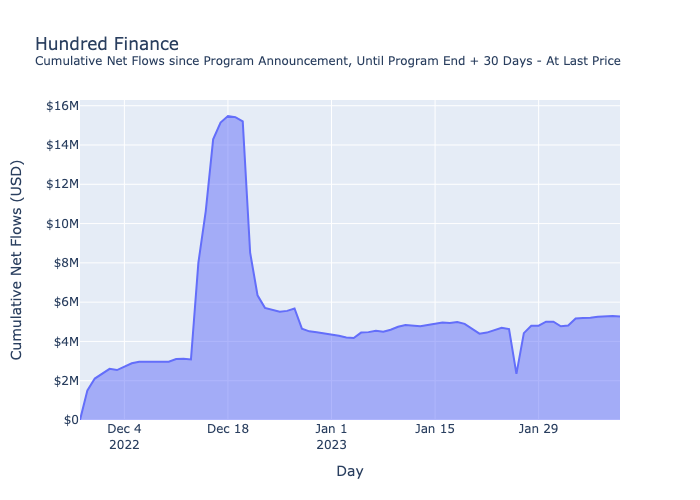 Hundred Finance
Cumulative Net Flows since Program Announcement, Until Program End + 30 Days - At Last Price
$16M
$14M
$12M
$10M
$8M
$6M
$4M
$2M
$0
Cumulative Net Flows (USD)
Dec 4
2022
Dec 18
Jan 1
2023
Jan 15
Jan 29
Day